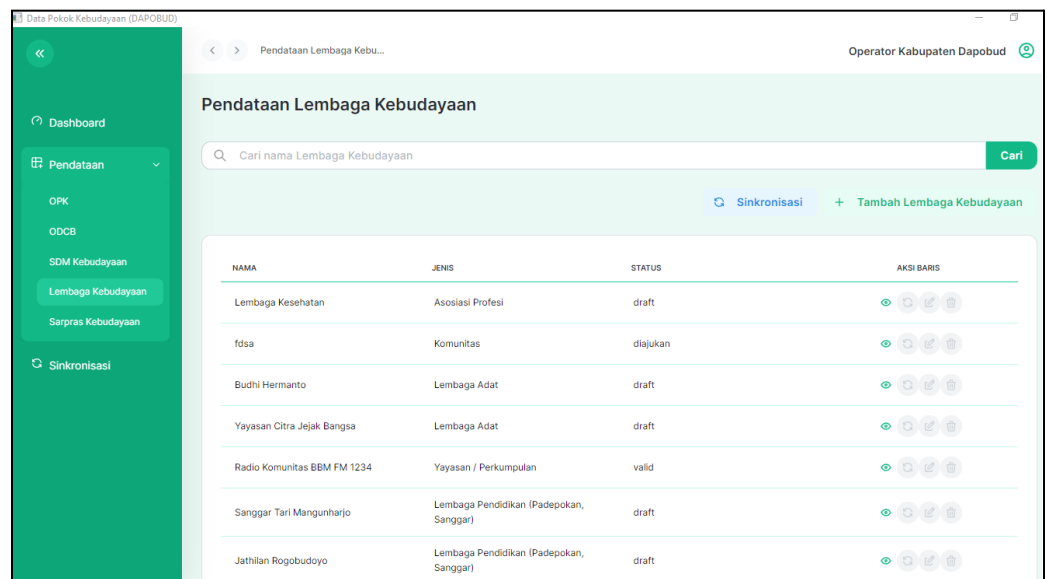 Data Pokok Kebudayaan (DAPOBUD)
Pendataan Lembaga Kebu...
Operator Kabupaten Dapobud
Dashboard
Pendataan
OPK
ODCB
SDM Kebudayaan
Lembaga Kebudayaan
Sarpras Kebudayaan
Sinkronisasi
Pendataan Lembaga Kebudayaan
Cari nama Lembaga Kebudayaan
Cari
Sinkronisasi
+ Tambah Lembaga Kebudayaan
NAMA JENIS STATUS AKSI BARIS
Lembaga Kesehatan Asosiasi Profesi draft
fdsa Komunitas diajukan
Budhi Hermanto Lembaga Adat draft
Yayasan Citra Jejak Bangsa Lembaga Adat draft
Radio Komunitas BBM FM 1234 Yayasan / Perkumpulan valid
Sanggar Tari Mangunharjo Lembaga Pendidikan (Padepokan, draft
Sanggar)
Jathilan Rogobudoyo Lembaga Pendidikan (Padepokan, draft
Sanggar)